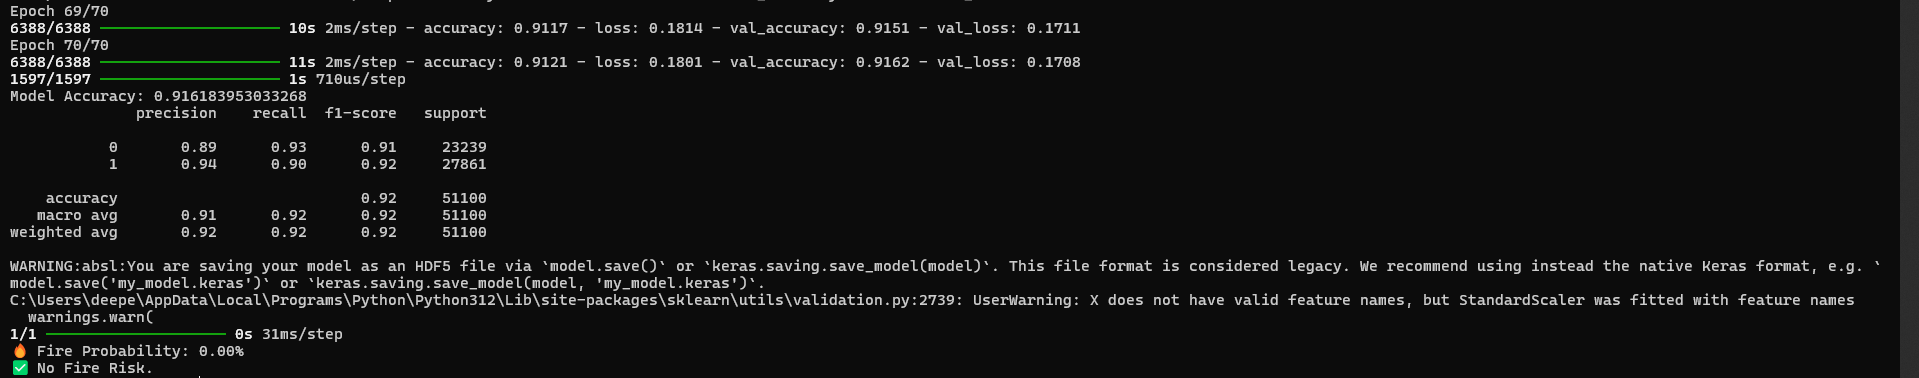 Epoch 69/70
6388/6388 ━━━━━━━━━━━━━━━━━━━━ 10s 2ms/step - accuracy: 0.9117 - loss: 0.1814 - val_accuracy: 0.9151 - val_loss: 0.1711
Epoch 70/70
6388/6388 ━━━━━━━━━━━━━━━━━━━━ 11s 2ms/step - accuracy: 0.9121 - loss: 0.1801 - val_accuracy: 0.9162 - val_loss: 0.1708
1597/1597 ━━━━━━━━━━━━━━━━━━━━ 1s 710us/step
Model Accuracy: 0.916183953033268
              precision    recall  f1-score   support
           0       0.89      0.93      0.91     23239
           1       0.94      0.90      0.92     27861
    accuracy                           0.92     51100
   macro avg       0.91      0.92      0.92     51100
weighted avg       0.92      0.92      0.92     51100
WARNING:absl:You are saving your model as an HDF5 file via `model.save()` or `keras.saving.save_model(model)`. This file format is considered legacy. We recommend using instead the native Keras format, e.g. `
model.save('my_model.keras')` or `keras.saving.save_model(model, 'my_model.keras')`.
C:\Users\deepe\AppData\Local\Programs\Python\Python312\Lib\site-packages\sklearn\utils\validation.py:2739: UserWarning: X does not have valid feature names, but StandardScaler was fitted with feature names
  warnings.warn(
1/1 ━━━━━━━━━━━━━━━━━━━━ 0s 31ms/step
🔥 Fire Probability: 0.00%
✅ No Fire Risk.